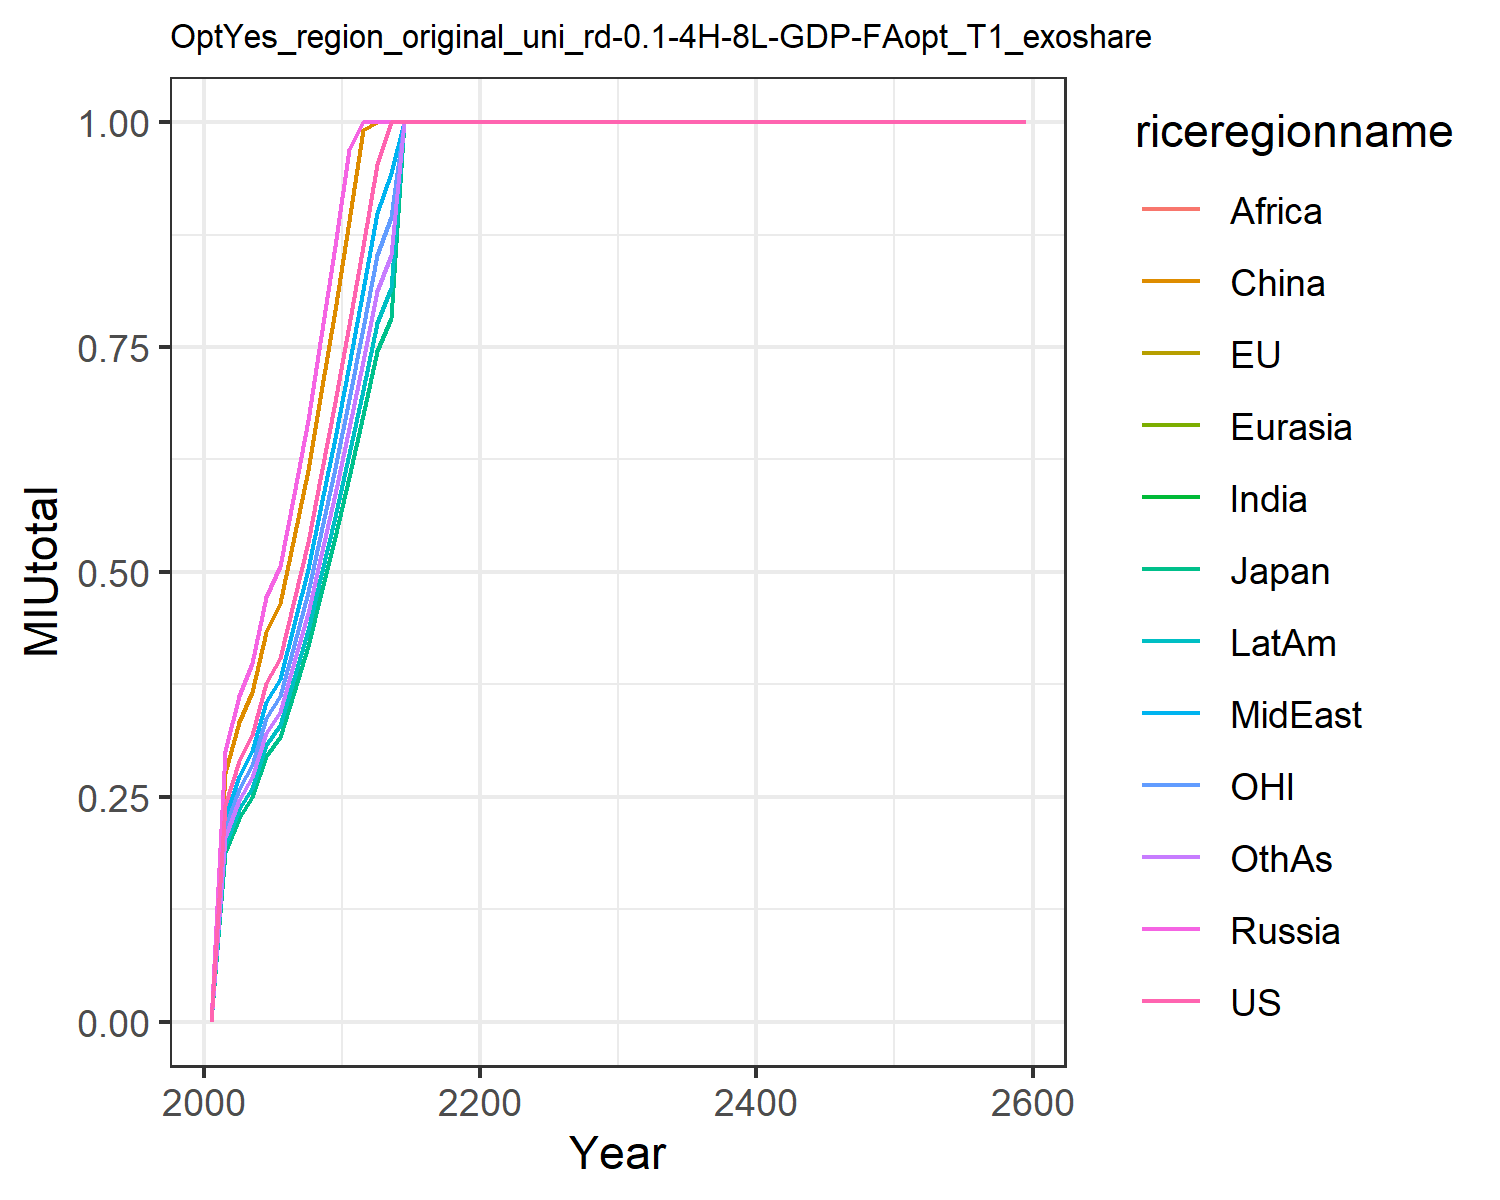 OptYes_region_original_uni_rd-0.1-4H-8L-GDP-FAopt_T1_exoshare
1.00
0.75
0.50
0.25
0.00
MIUtotal
2000
2200
2400
2600
Year
riceregionname
Africa
China
EU
Eurasia
India
Japan
LatAm
MidEast
OHI
OthAs
Russia
US